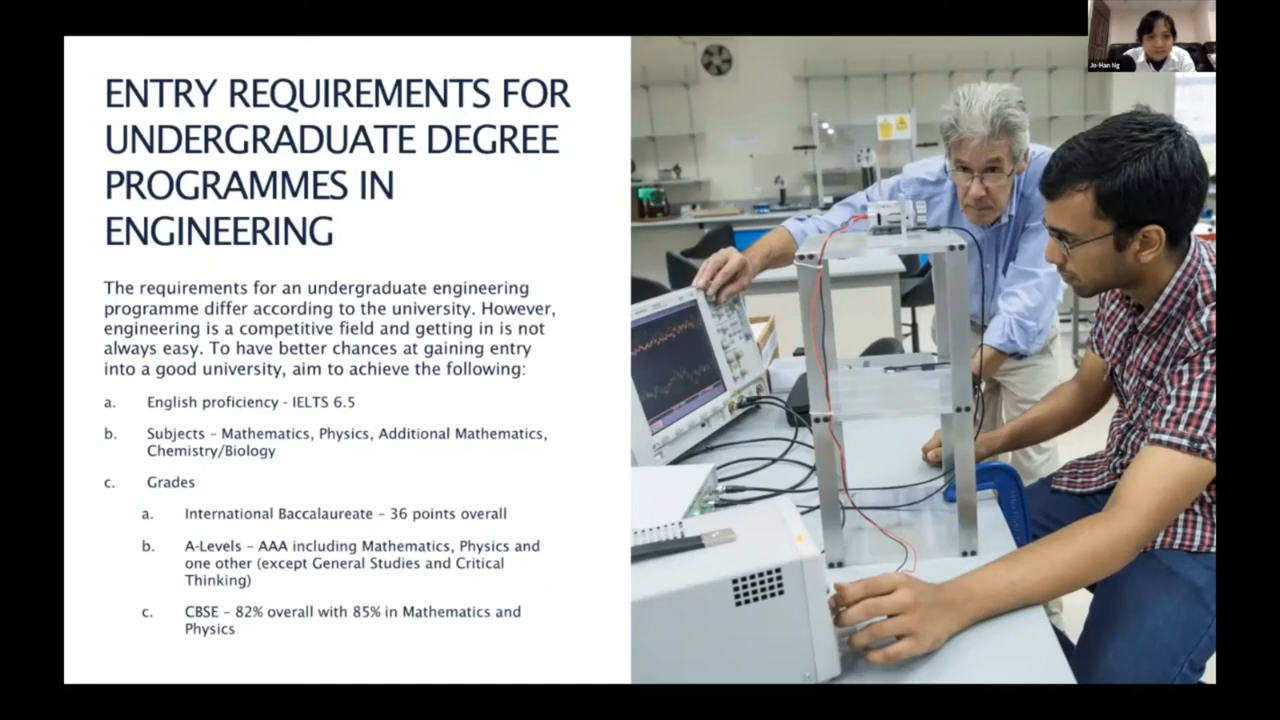 ENTRY REQUIREMENTS FOR
UNDERGRADUATE DEGREE
PROGRAMMES IN
ENGINEERING
The requirements for an undergraduate engineering
programme differ according to the university. However,
engineering is a competitive field and getting in is not
always easy. To have better chances at gaining entry
into a good university, aim to achieve the following:
a. English proficiency - IELTS 6.5
b. Subjects – Mathematics, Physics, Additional Mathematics,
Chemistry/Biology
c. Grades
a. International Baccalaureate – 36 points overall
b. A-Levels – AAA including Mathematics, Physics and
one other (except General Studies and Critical
Thinking)
c. CBSE – 82% overall with 85% in Mathematics and
Physics
Jo-Han Ng